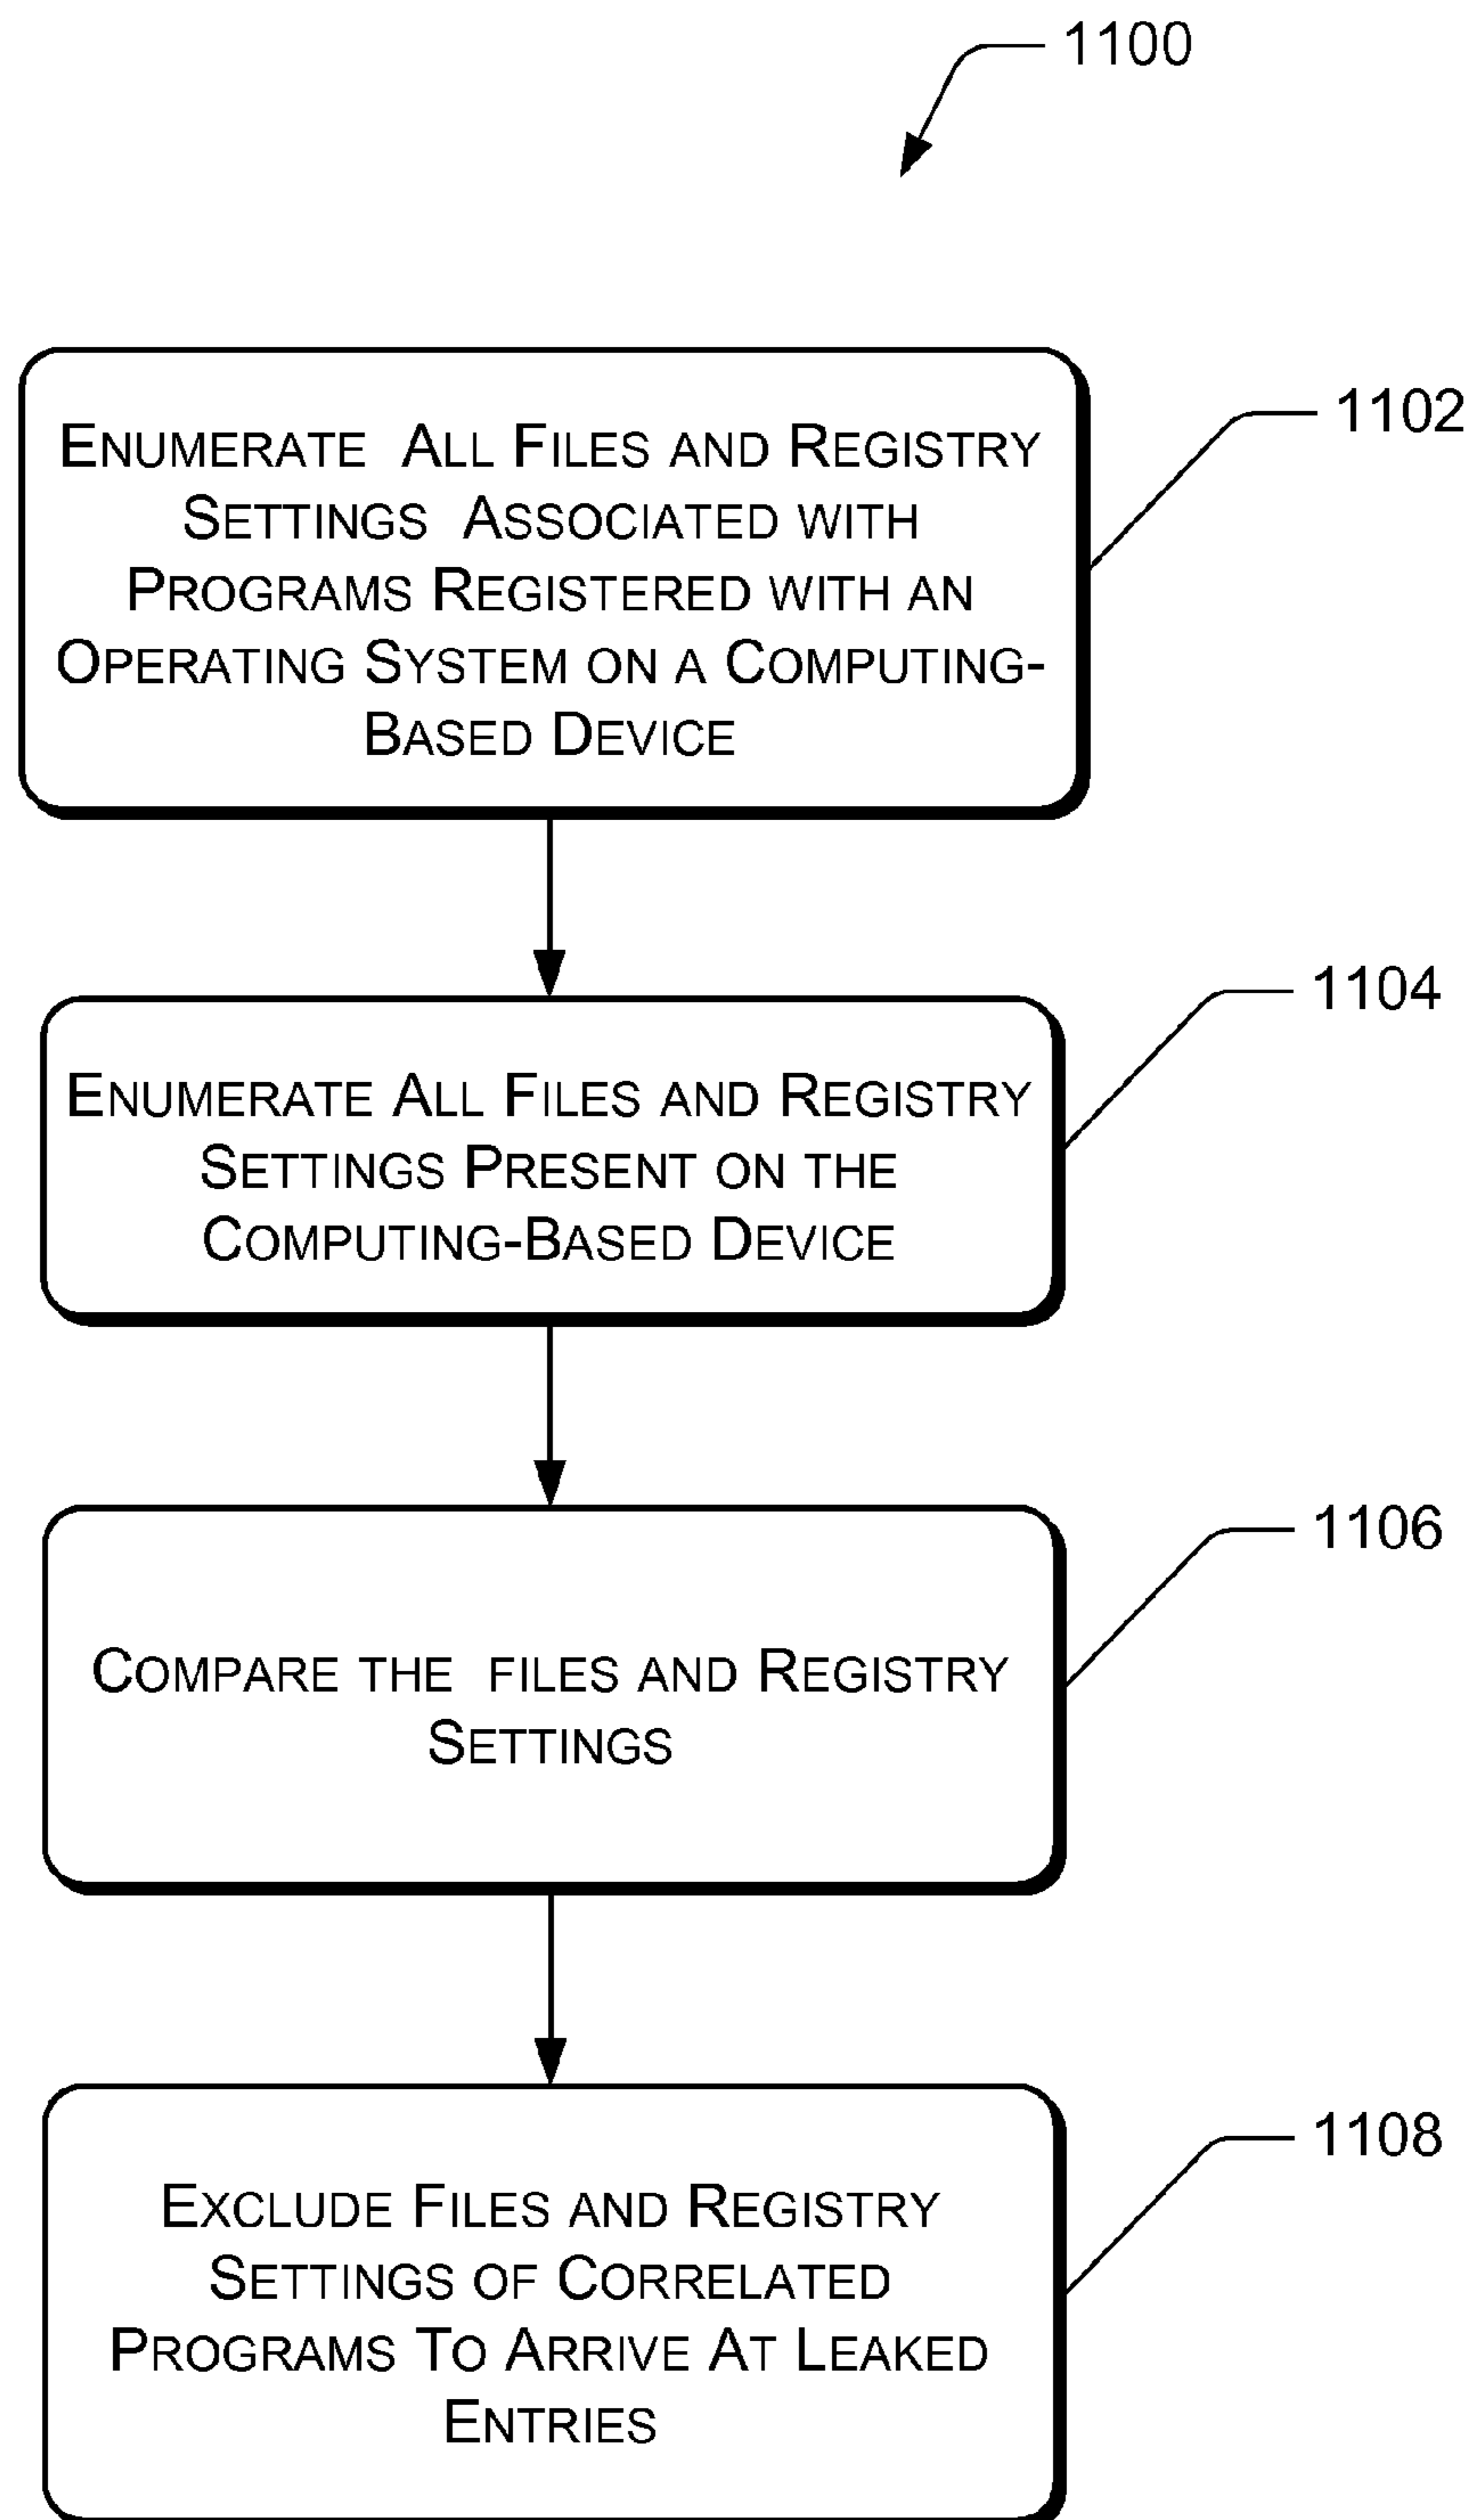 1100
ENUMERATE ALL FILES AND REGISTRY
SETTINGS ASSOCIATED WITH
PROGRAMS REGISTERED WITH AN
OPERATING SYSTEM ON A COMPUTING-
BASED DEVICE
1102
ENUMERATE ALL FILES AND REGISTRY
SETTINGS PRESENT ON THE
COMPUTING-BASED DEVICE
1104
COMPARE THE FILES AND REGISTRY
SETTINGS
1106
EXCLUDE FILES AND REGISTRY
SETTINGS OF CORRELATED
PROGRAMS TO ARRIVE AT LEAKED
ENTRIES
1108